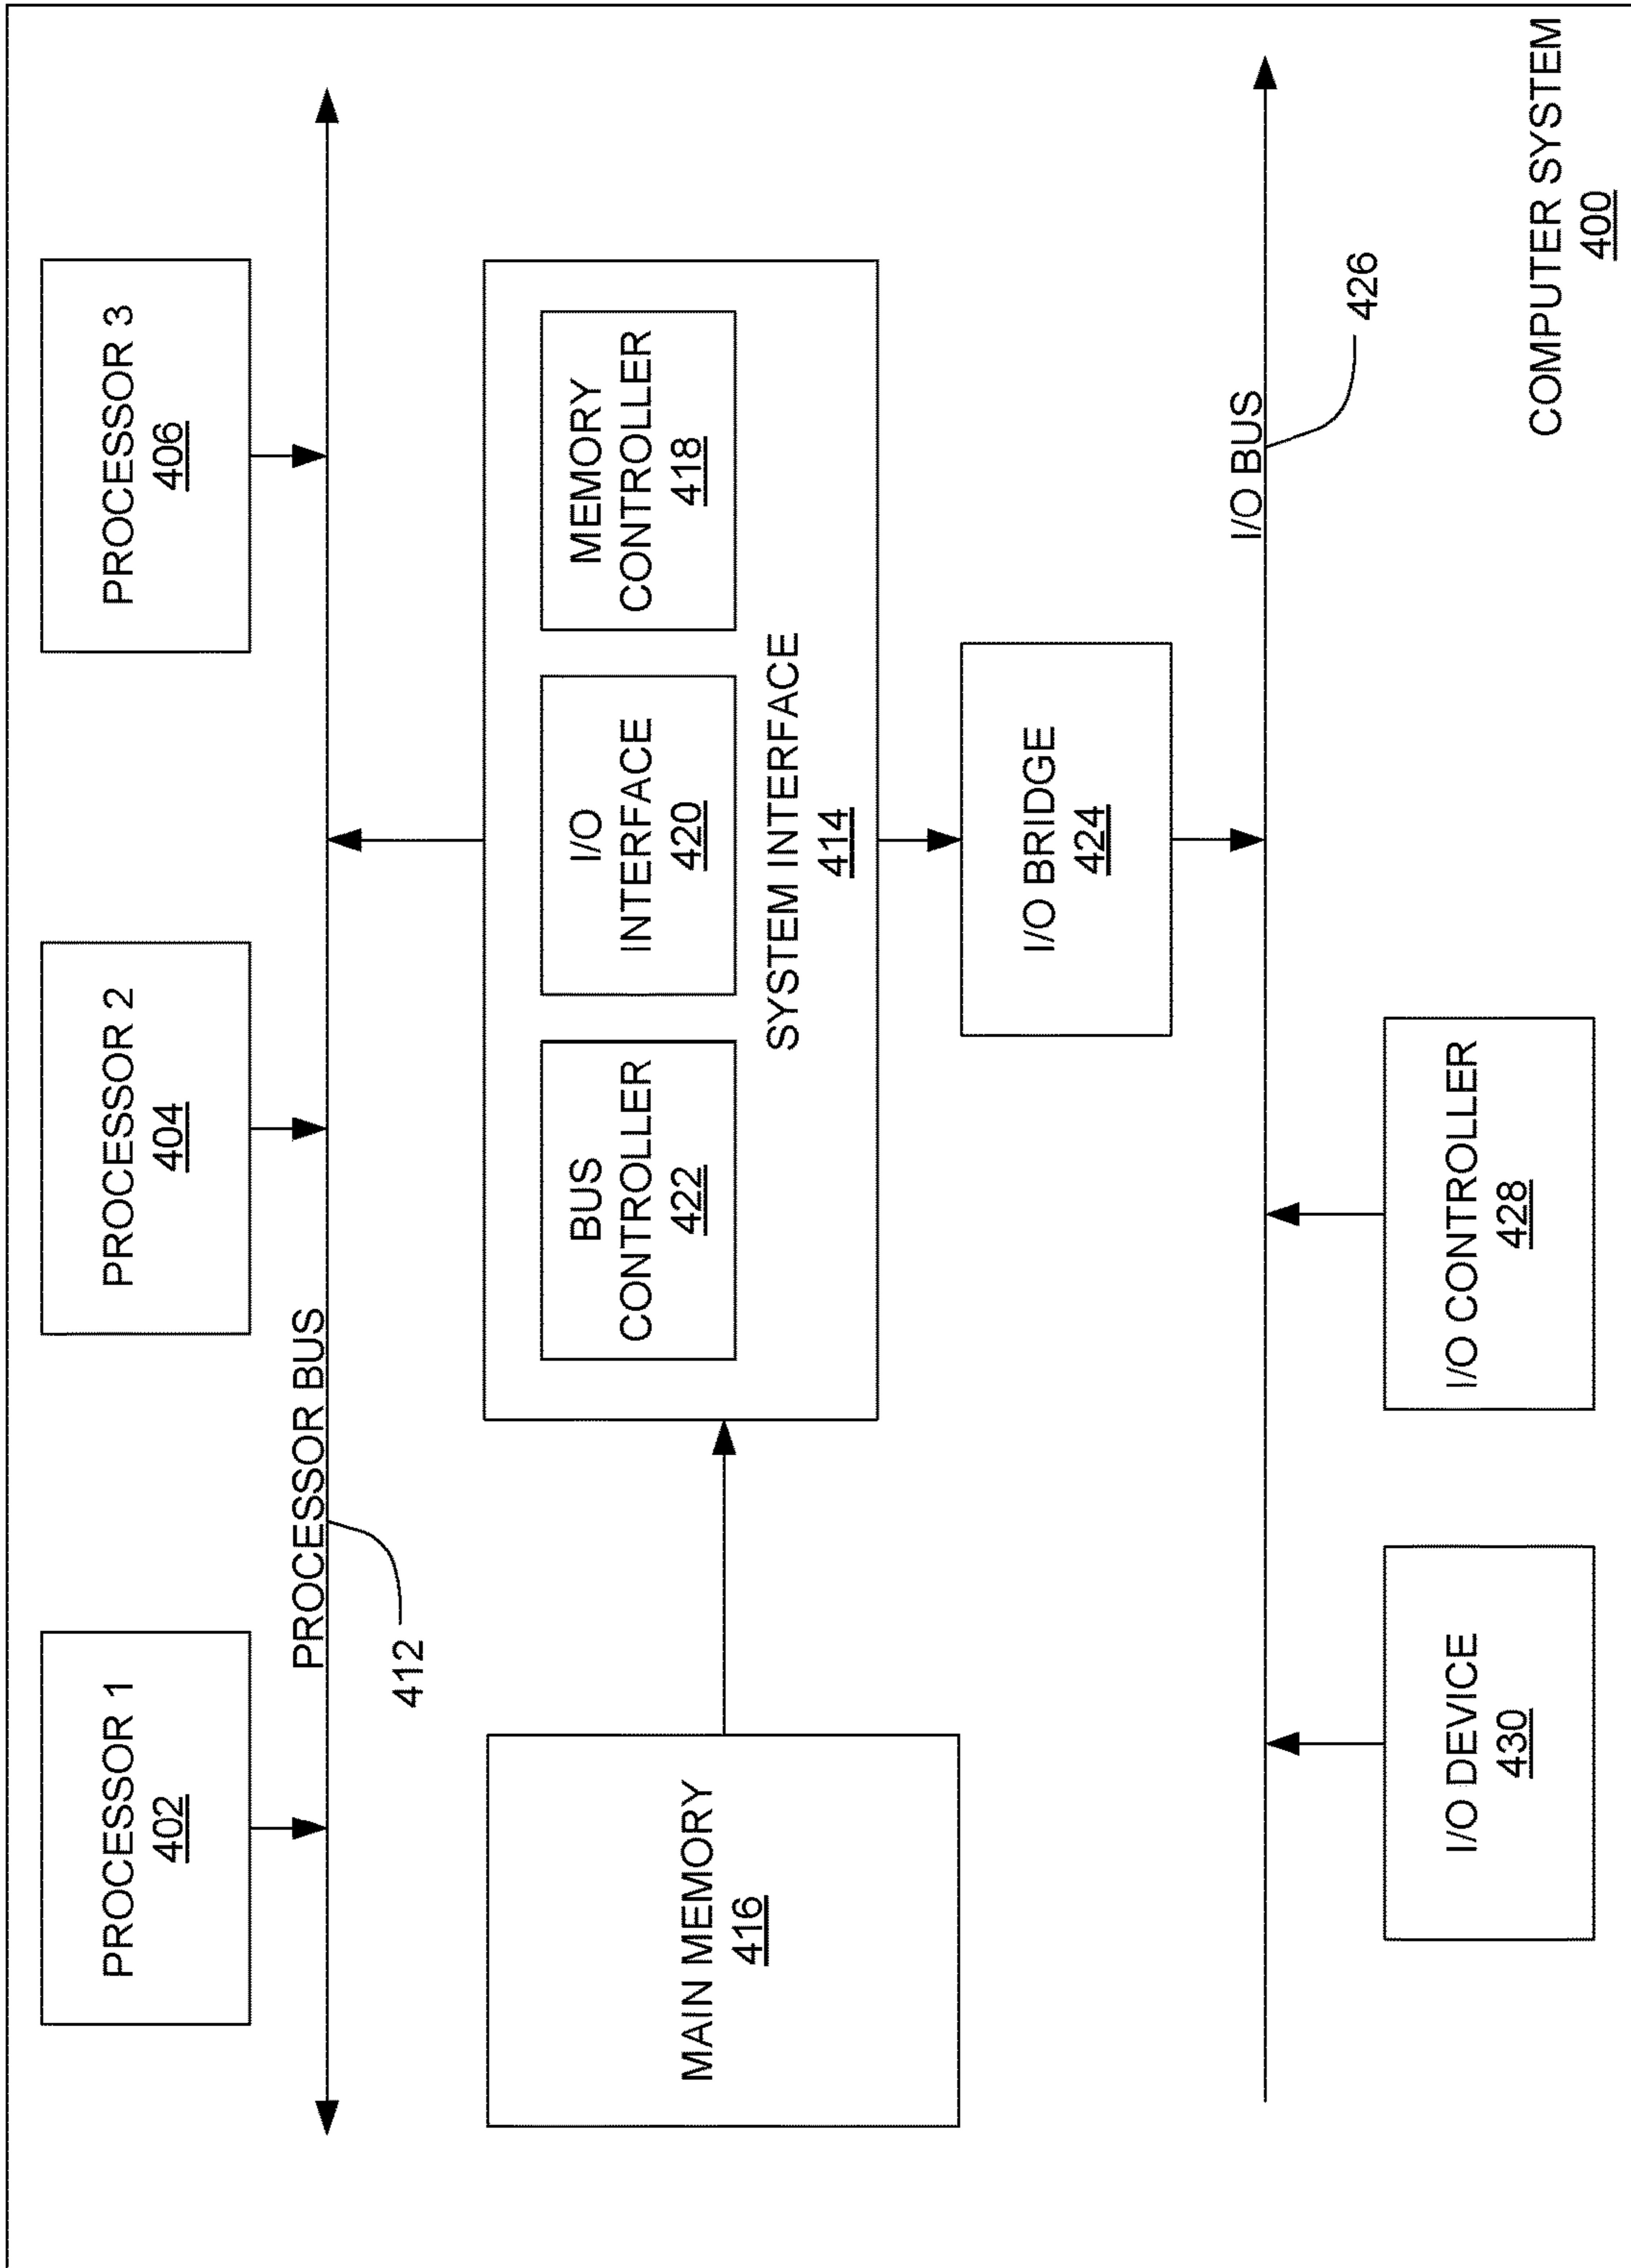 PROCESSOR 1
402
PROCESSOR 2
404
PROCESSOR 3
406
PROCESSOR BUS
412
MAIN MEMORY
416
BUS
CONTROLLER
422
I/O
INTERFACE
420
MEMORY
CONTROLLER
418
SYSTEM INTERFACE
414
I/O BRIDGE
424
I/O BUS
426
I/O DEVICE
430
I/O CONTROLLER
428
COMPUTER SYSTEM
400